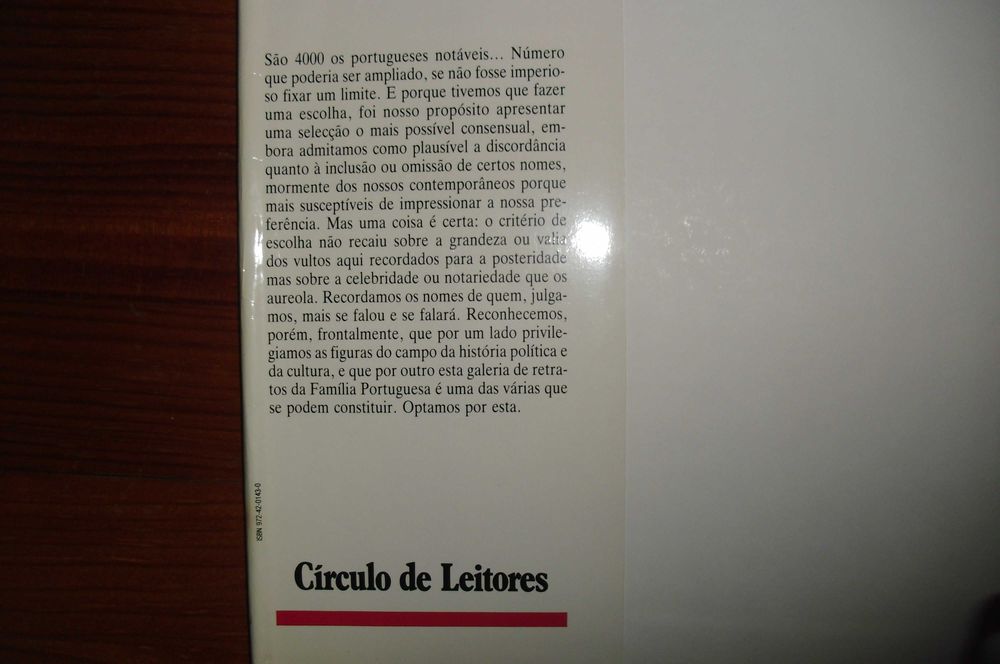 São 4000 os portugueses notáveis... Número
que poderia ser ampliado, se não fosse imperio-
so fixar um limite. E porque tivemos que fazer
uma escolha, foi nosso propósito apresentar
uma selecção o mais possível consensual, em-
bora admitamos como plausível a discordância
quanto à inclusão ou omissão de certos nomes,
mormente dos nossos contemporâneos porque
mais susceptíveis de impressionar a nossa pre-
ferência. Mas uma coisa é certa: o critério de
escolha não recaiu sobre a grandeza ou valia
dos vultos aqui recordados para a posteridade
mas sobre a celebridade ou notariedade que os
aureola. Recordamos os nomes de quem, julga-
mos, mais se falou e se falará. Reconhecemos,
porém, frontalmente, que por um lado privile-
giamos as figuras do campo da história política e
da cultura, e que por outro esta galeria de retra-
tos da Família Portuguesa é uma das várias que
se podem constituir. Optamos por esta.
ISBN 972-42-0143-0
Círculo de Leitores